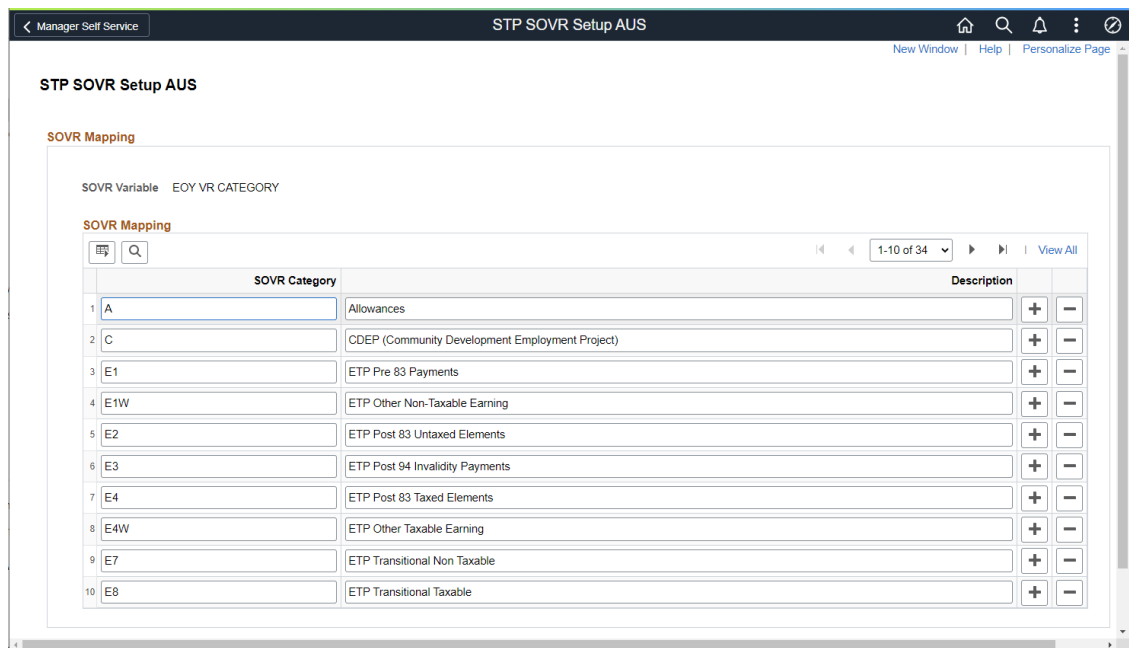 Manager Self Service
STP SOVR Setup AUS
New Window | Help | Personalize Page
STP SOVR Setup AUS
SOVR Mapping
SOVR Variable EOY VR CATEGORY
SOVR Mapping
1-10 of 34 | View All
SOVR Category Description
1 A Allowances
2 C CDEP (Community Development Employment Project)
3 E1 ETP Pre 83 Payments
4 E1W ETP Other Non-Taxable Earning
5 E2 ETP Post 83 Untaxed Elements
6 E3 ETP Post 94 Invalidity Payments
7 E4 ETP Post 83 Taxed Elements
8 E4W ETP Other Taxable Earning
9 E7 ETP Transitional Non Taxable
10 E8 ETP Transitional Taxable